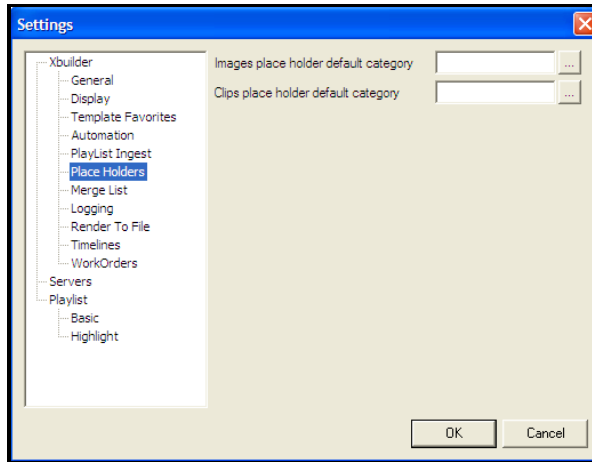 Settings
Xbuilder
General
Display
Template Favorites
Automation
PlayList Ingest
Place Holders
Merge List
Logging
Render To File
Timelines
WorkOrders
Servers
Playlist
Basic
Highlight
Images place holder default category
...
Clips place holder default category
...
OK
Cancel